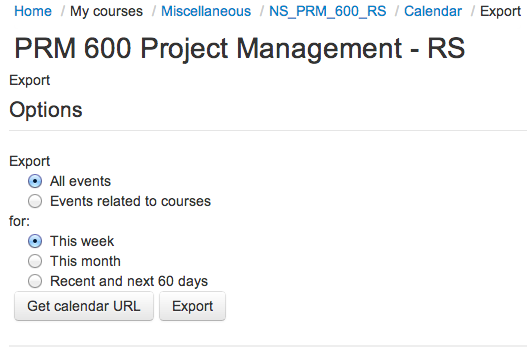 Home / My courses / Miscellaneous / NS_PRM_600_RS / Calendar / Export
PRM 600 Project Management - RS
Export
Options
Export
All events
Events related to courses
for:
This week
This month
Recent and next 60 days
Get calendar URL Export